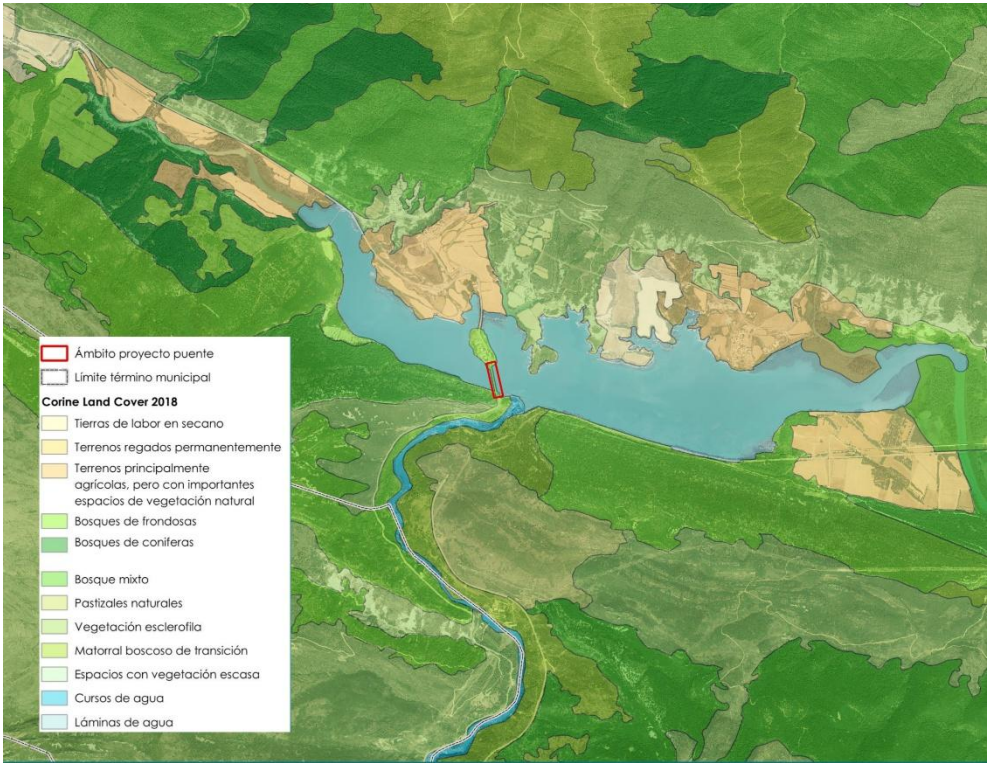 Ámbito proyecto puente
Límite término municipal
Corine Land Cover 2018
Tierras de labor en secano
Terrenos regados permanentemente
Terrenos principalmente
agrícolas, pero con importantes
espacios de vegetación natural
Bosques de frondosas
Bosques de coniferas
Bosque mixto
Pastizales naturales
Vegetación esclerofila
Matorral boscoso de transición
Espacios con vegetación escasa
Cursos de agua
Láminas de agua